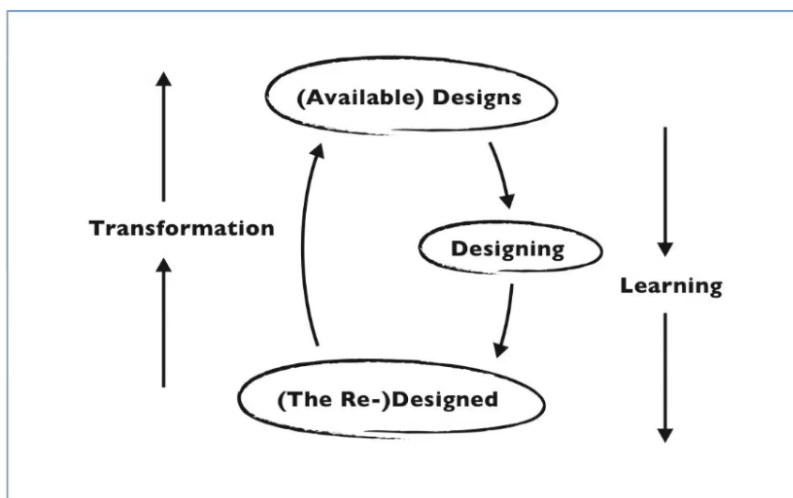 (Available) Designs
Transformation
Designing
Learning
(The Re-)Designed